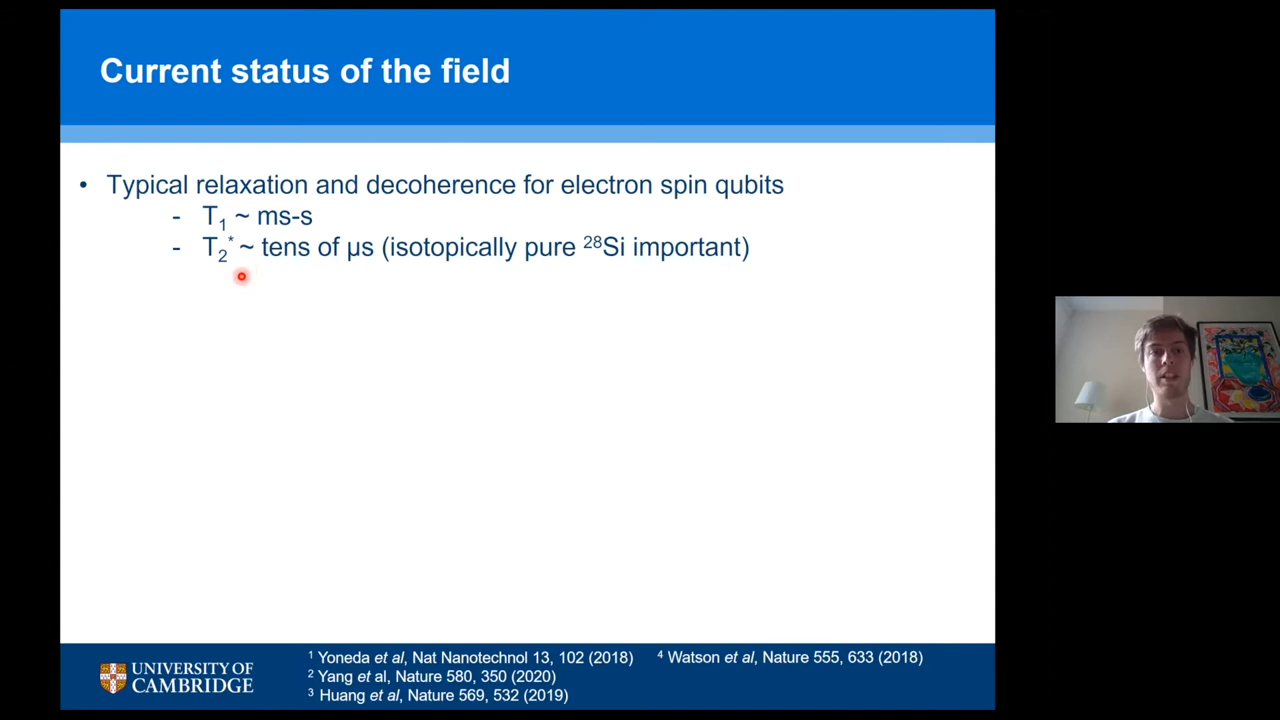 Current status of the field
• Typical relaxation and decoherence for electron spin qubits
- T₁ ~ ms-s
- T₂* ~ tens of μs (isotopically pure ²⁸Si important)
UNIVERSITY OF
CAMBRIDGE
¹ Yoneda et al, Nat Nanotechnol 13, 102 (2018)
² Yang et al, Nature 580, 350 (2020)
³ Huang et al, Nature 569, 532 (2019)
⁴ Watson et al, Nature 555, 633 (2018)